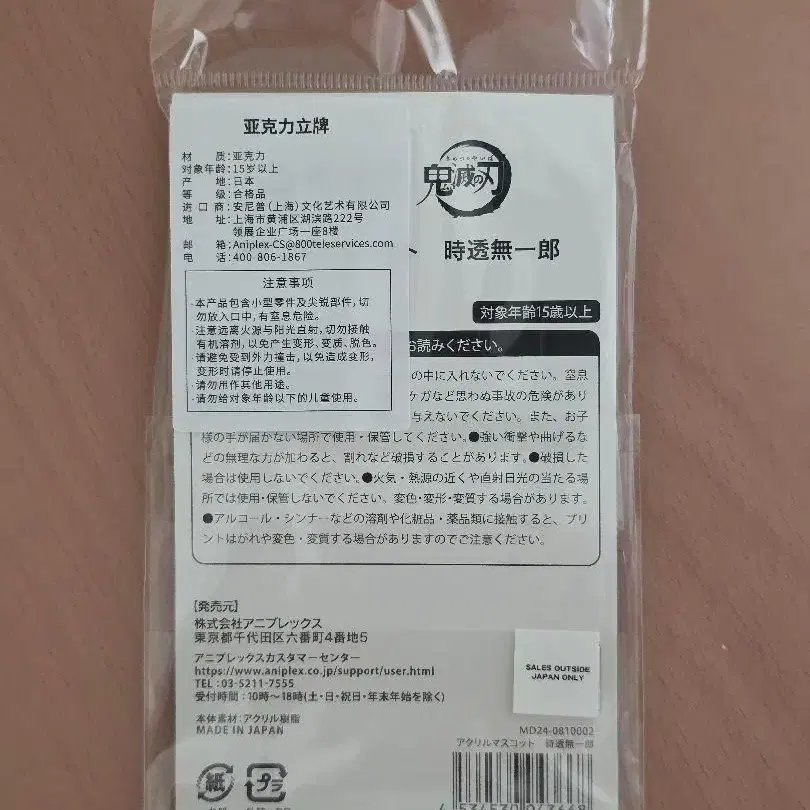 亚克力立牌
材 质:亚克力
对象年龄:15岁以上
产 地:日本
等 级:合格品
进 口 商:安尼普(上海)文化艺术有限公司
地 址:上海市黄浦区湖滨路222号
领展企业广场一座8楼
邮 箱:Aniplex-CS@800teleservices.com
电 话:400-806-1867
注意事项
·本产品包含小型零件及尖锐部件,切
勿放入口中,有窒息危险。
·注意远离火源与阳光直射,切勿接触
有机溶剂,以免产生变形、变质、脱色。
·请避免受到外力撞击,以免造成变形,
变形时请停止使用。
·请勿用作其他用途。
·请勿给对象年龄以下的儿童使用。
鬼滅の刃
ト 時透無一郎
対象年齢15歳以上
お読みください。
の中に入れないでください。窒息
ケガなど思わぬ事故の危険があり
与えないでください。また、お子
様の手が届かない場所で使用・保管してください。●強い衝撃や曲げるな
どの無理な力が加わると、割れなど破損することがあります。●破損した
場合は使用しないでください。●火気・熱源の近くや直射日光の当たる場
所では使用・保管しないでください、変色・変形・変質する場合があります。
●アルコール・シンナーなどの溶剤や化粧品・薬品類に接触すると、プリ
ントはがれや変色・変質する場合がありますのでご注意ください。
【発売元】
株式会社アニプレックス
東京都千代田区六番町4番地5
アニプレックスカスタマーセンター
https://www.aniplex.co.jp/support/user.html
TEL:03-5211-7555
受付時間:10時〜18時(土・日・祝日・年末年始を除く)
本体素材:アクリル樹脂
MADE IN JAPAN
SALES OUTSIDE
JAPAN ONLY
MD24-0810002
アクリルマスコット 時透無一郎
紙
プラ